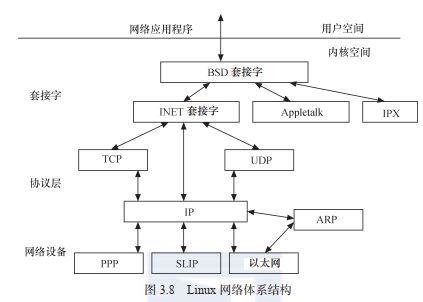 网络应用程序 用户空间
内核空间
BSD 套接字
套接字
INET 套接字 Appletalk IPX
TCP UDP
协议层
IP
ARP
网络设备
PPP SLIP 以太网
图 3.8 Linux 网络体系结构